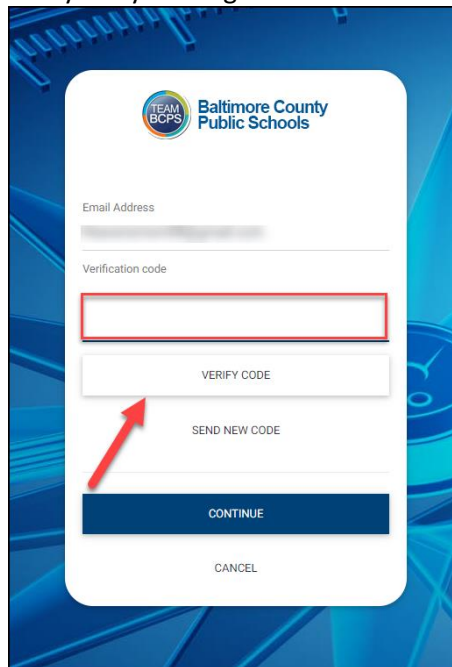 TEAM
BCPS
Baltimore County
Public Schools
Email Address
Verification code
VERIFY CODE
SEND NEW CODE
CONTINUE
CANCEL